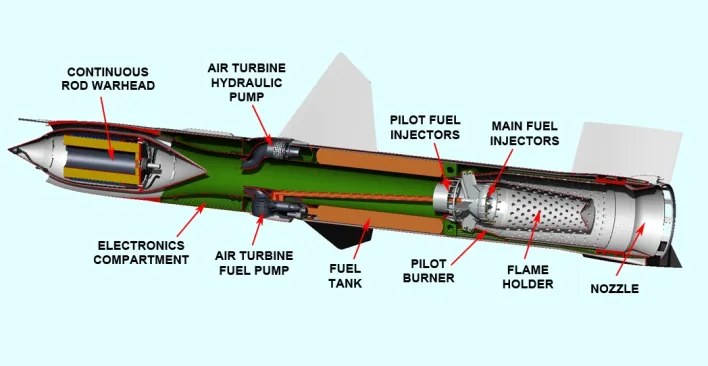 CONTINUOUS
ROD WARHEAD
AIR TURBINE
HYDRAULIC
PUMP
PILOT FUEL
INJECTORS
MAIN FUEL
INJECTORS
ELECTRONICS
COMPARTMENT
AIR TURBINE
FUEL PUMP
FUEL
TANK
PILOT
BURNER
FLAME
HOLDER
NOZZLE